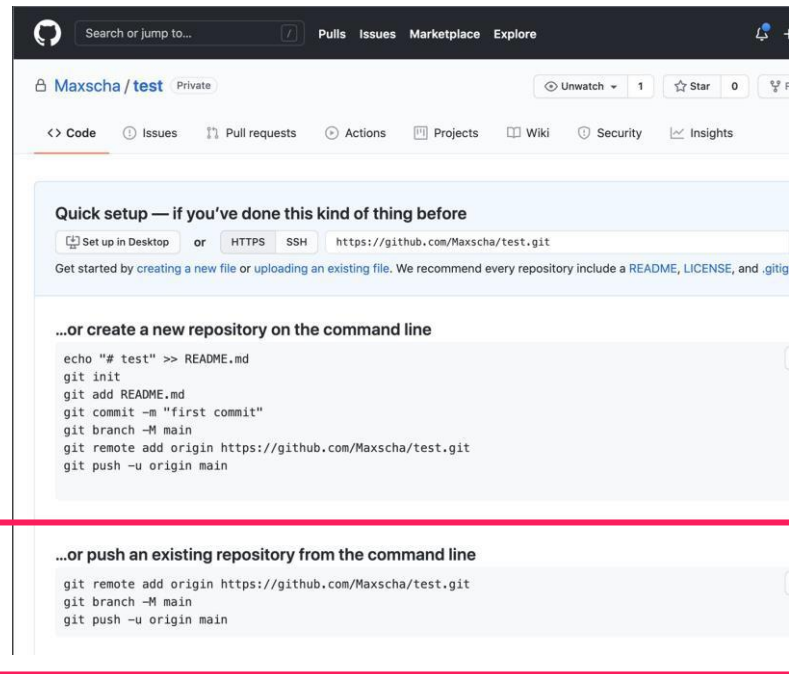 Search or jump to... / Pulls Issues Marketplace Explore
Maxscha / test Private Unwatch 1 Star 0
<> Code Issues Pull requests Actions Projects Wiki Security Insights
Quick setup — if you’ve done this kind of thing before
Set up in Desktop or HTTPS SSH https://github.com/Maxscha/test.git
Get started by creating a new file or uploading an existing file. We recommend every repository include a README, LICENSE, and .gitig
...or create a new repository on the command line
echo "# test" >> README.md
git init
git add README.md
git commit -m "first commit"
git branch -M main
git remote add origin https://github.com/Maxscha/test.git
git push -u origin main
...or push an existing repository from the command line
git remote add origin https://github.com/Maxscha/test.git
git branch -M main
git push -u origin main